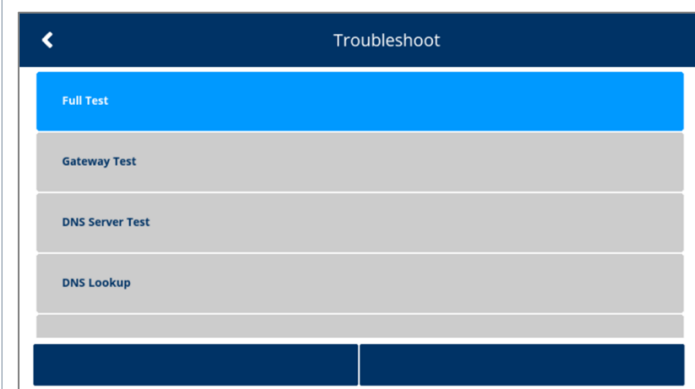 Troubleshoot
Full Test
Gateway Test
DNS Server Test
DNS Lookup